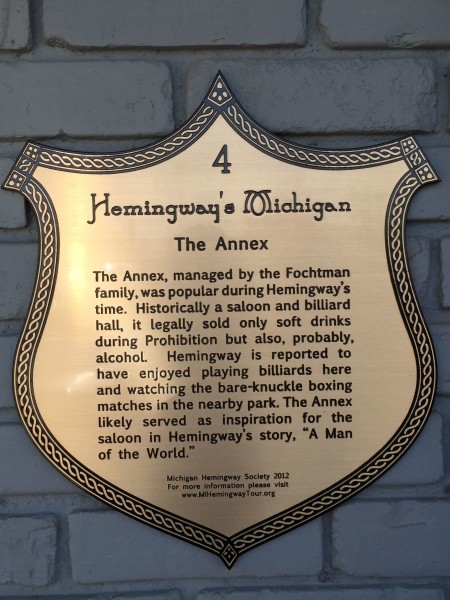 4
Hemingway's Michigan
The Annex
The Annex, managed by the Fochtman
family, was popular during Hemingway's
time. Historically a saloon and billiard
hall, it legally sold only soft drinks
during Prohibition but also, probably,
alcohol. Hemingway is reported to
have enjoyed playing billiards here
and watching the bare-knuckle boxing
matches in the nearby park. The Annex
likely served as inspiration for the
saloon in Hemingway's story, “A Man
of the World.”
Michigan Hemingway Society 2012
For more information please visit
www.MiHemingwayTour.org